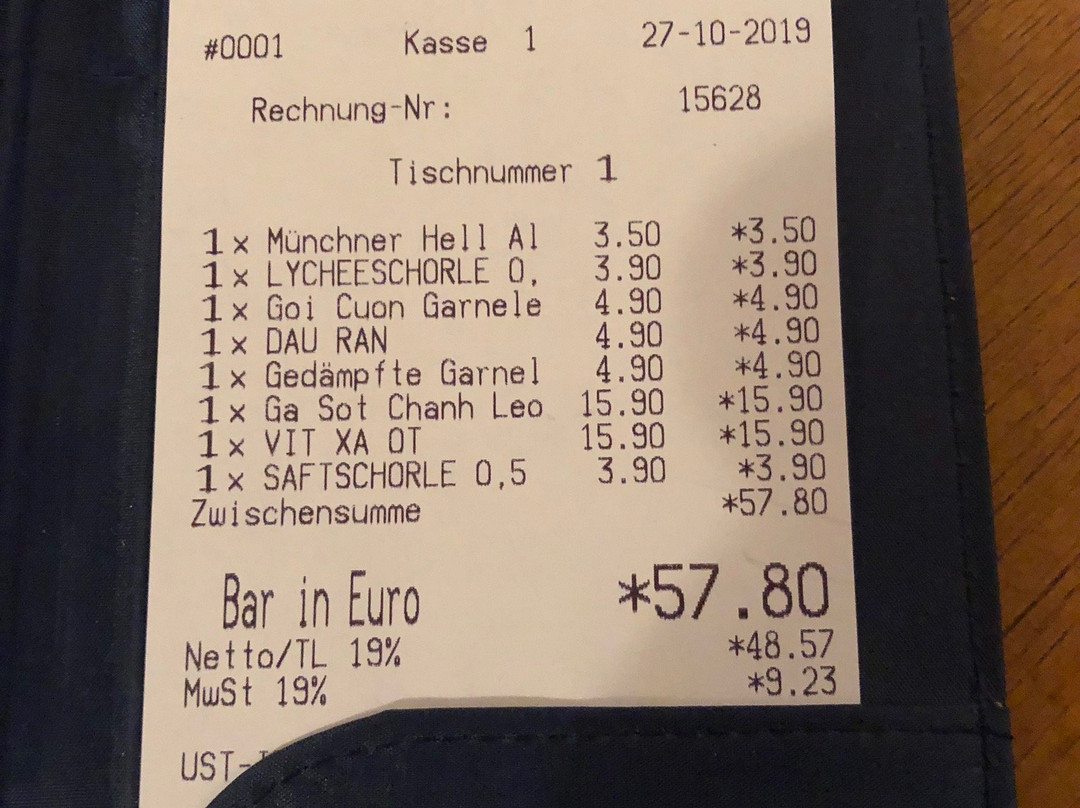 #0001 Kasse 1 27-10-2019
Rechnung-Nr: 15628
Tischnummer 1
1x Münchner Hell Al 3.50 *3.50
1x LYCHEESCHORLE 0, 3.90 *3.90
1x Goi Cuon Garnele 4.90 *4.90
1x DAU RAN 4.90 *4.90
1x Gedämpfte Garnel 4.90 *4.90
1x Ga Sot Chanh Leo 15.90 *15.90
1x VIT XA OT 15.90 *15.90
1x SAFTSCHORLE 0,5 3.90 *3.90
Zwischensumme *57.80
Bar in Euro *57.80
Netto/TL 19% *48.57
MwSt 19% *9.23
UST-